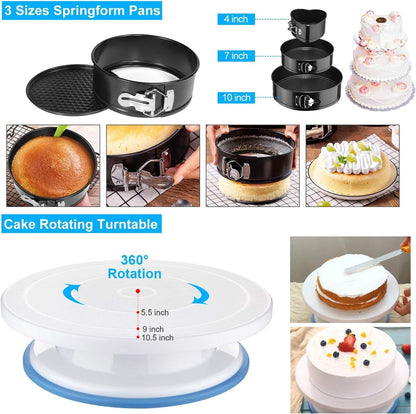 3 Sizes Springform Pans
4 inch
7 inch
10 inch
Cake Rotating Turntable
360°
Rotation
5.5 inch
9 inch
10.5 inch